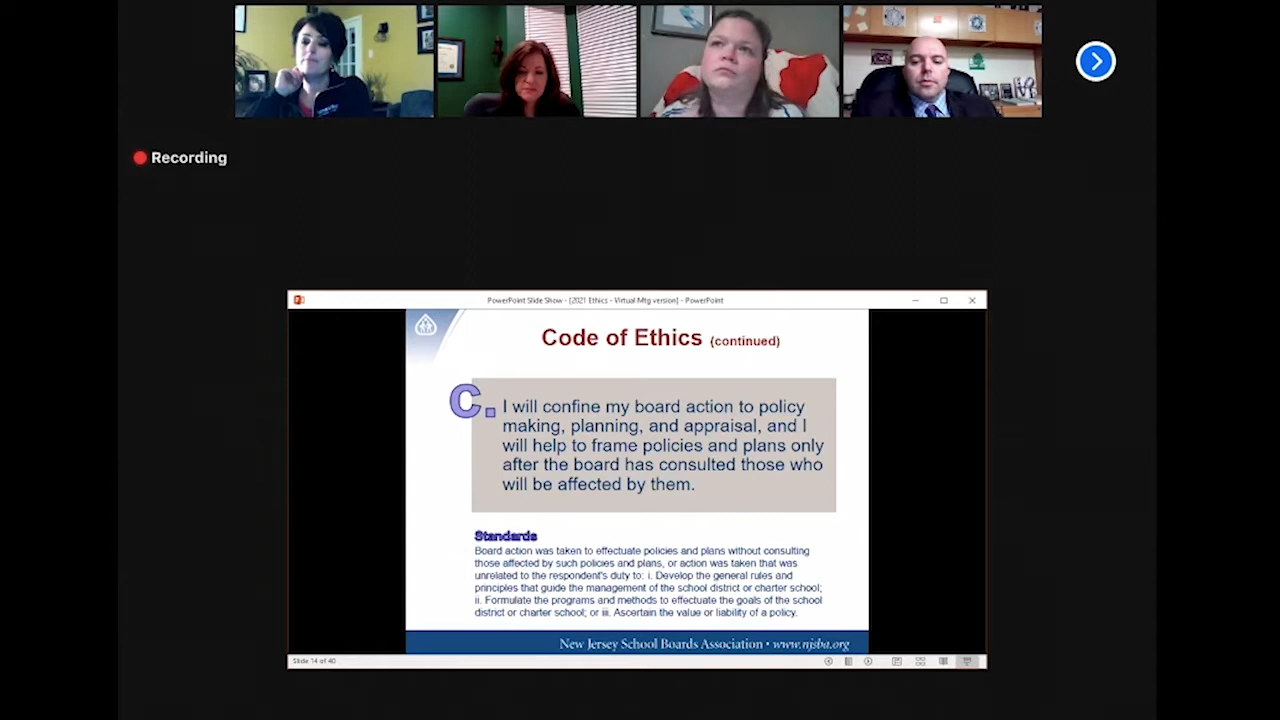 Recording
PowerPoint Slide Show - [2021 Ethics - Virtual Mtg version] - PowerPoint
Code of Ethics (continued)
C. I will confine my board action to policy
making, planning, and appraisal, and I
will help to frame policies and plans only
after the board has consulted those who
will be affected by them.
Standards
Board action was taken to effectuate policies and plans without consulting
those affected by such policies and plans, or action was taken that was
unrelated to the respondent's duty to: i. Develop the general rules and
principles that guide the management of the school district or charter school;
ii. Formulate the programs and methods to effectuate the goals of the school
district or charter school; or iii. Ascertain the value or liability of a policy.
New Jersey School Boards Association • www.njsba.org
Slide 14 of 40